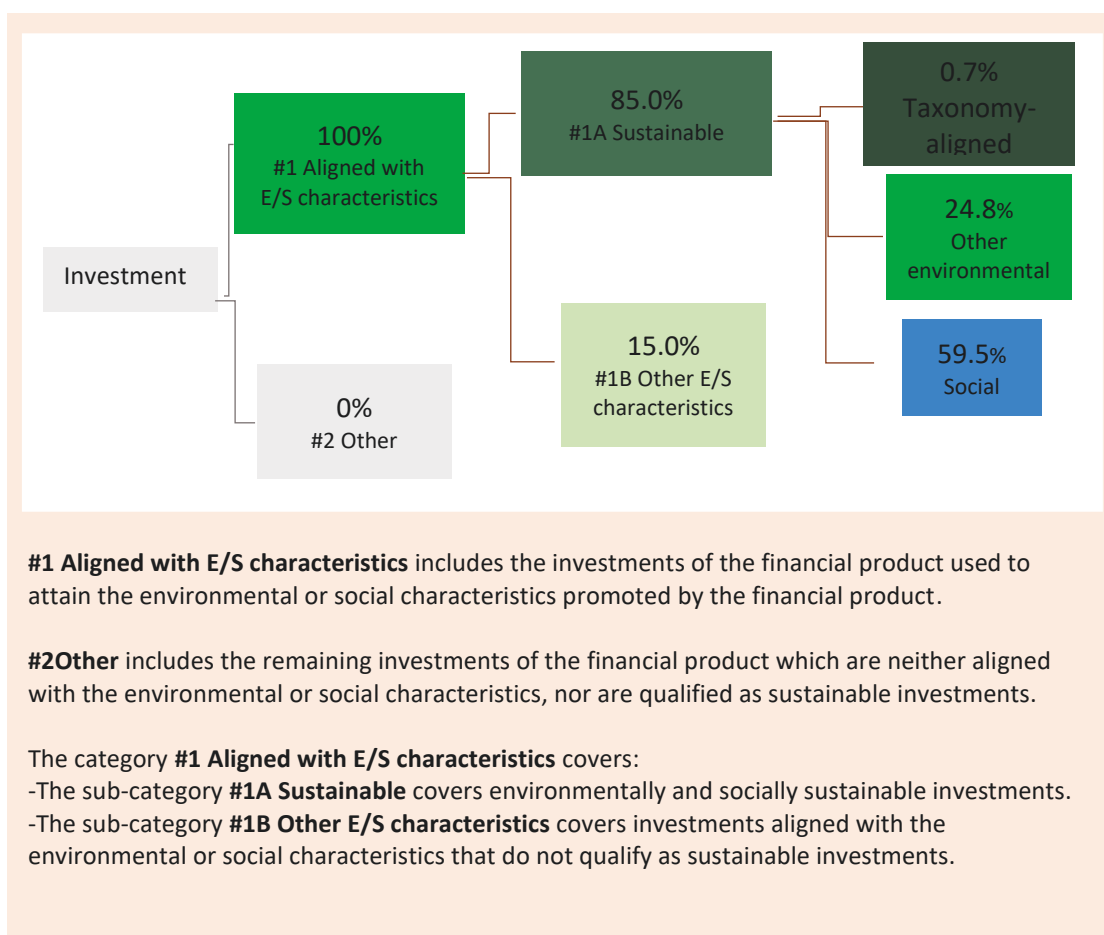 100%
#1 Aligned with
E/S characteristics
85.0%
#1A Sustainable
0.7%
Taxonomy-
aligned
24.8%
Other
environmental
Investment
15.0%
#1B Other E/S
characteristics
59.5%
Social
0%
#2 Other
#1 Aligned with E/S characteristics includes the investments of the financial product used to
attain the environmental or social characteristics promoted by the financial product.
#2Other includes the remaining investments of the financial product which are neither aligned
with the environmental or social characteristics, nor are qualified as sustainable investments.
The category #1 Aligned with E/S characteristics covers:
-The sub-category #1A Sustainable covers environmentally and socially sustainable investments.
-The sub-category #1B Other E/S characteristics covers investments aligned with the
environmental or social characteristics that do not qualify as sustainable investments.